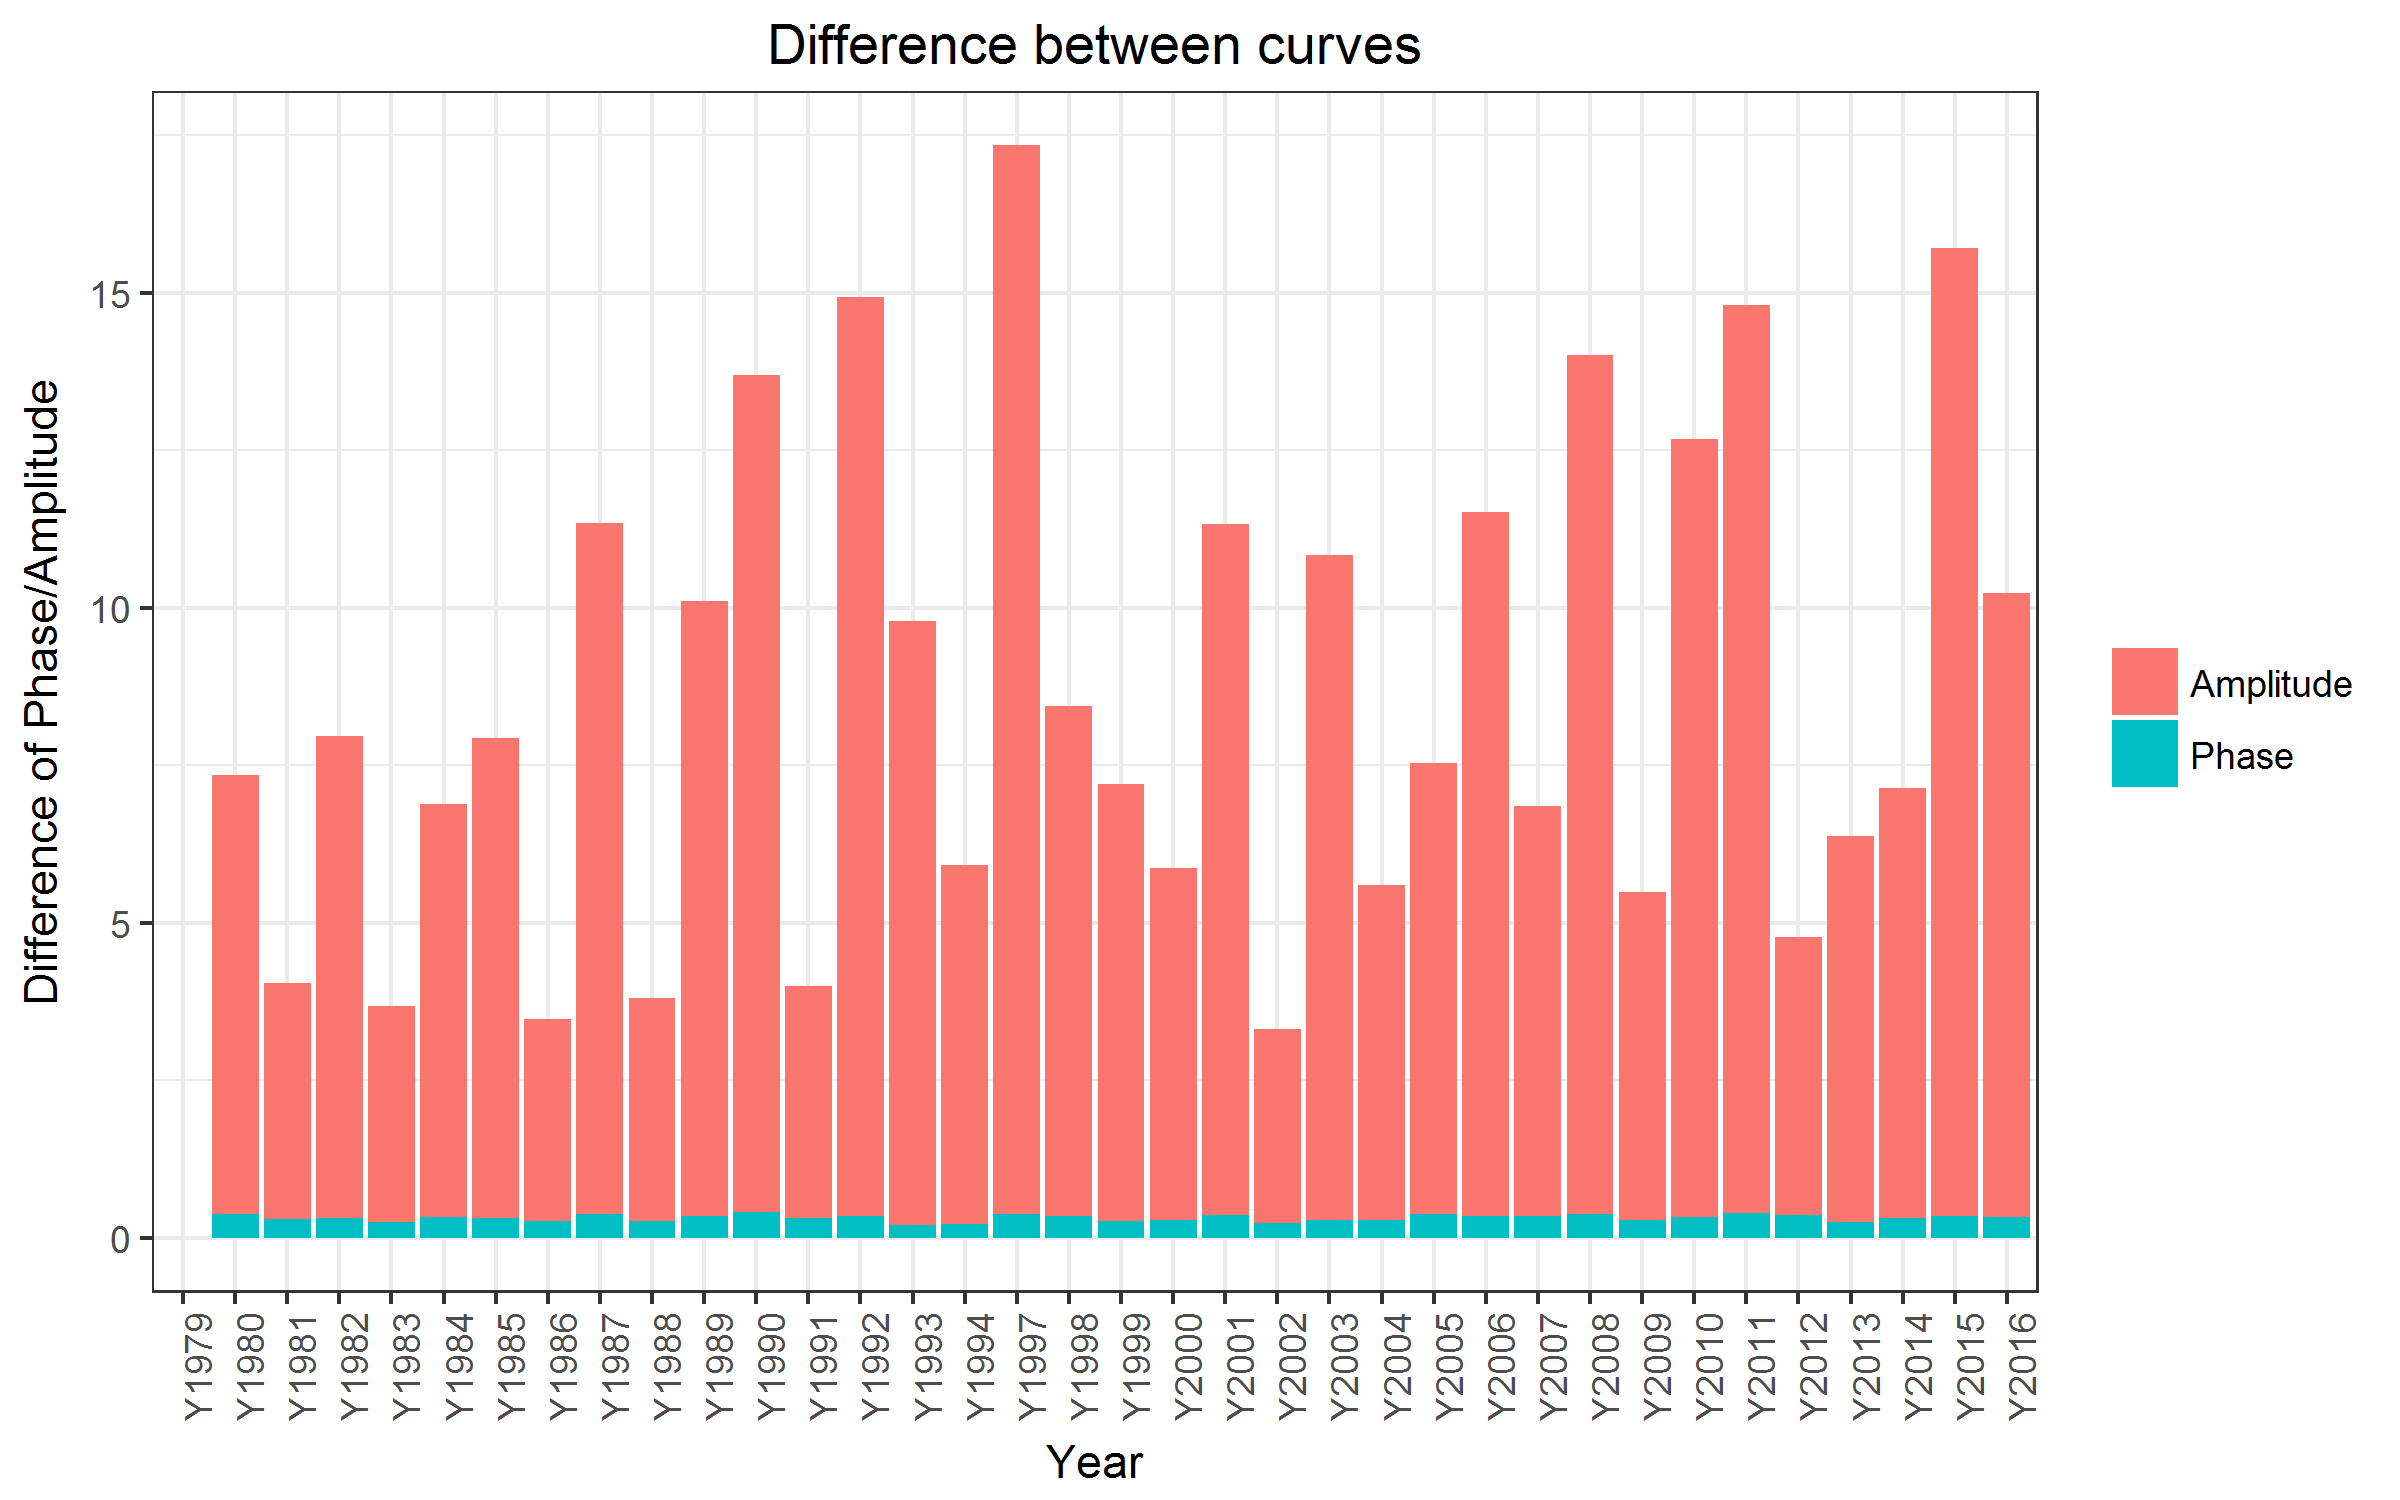 Difference between curves
Difference of Phase/Amplitude
15
10
5
0
Y1979
Y1980
Y1981
Y1982
Y1983
Y1984
Y1985
Y1986
Y1987
Y1988
Y1989
Y1990
Y1991
Y1992
Y1993
Y1994
Y1997
Y1998
Y1999
Y2000
Y2001
Y2002
Y2003
Y2004
Y2005
Y2006
Y2007
Y2008
Y2009
Y2010
Y2011
Y2012
Y2013
Y2014
Y2015
Y2016
Year
Amplitude
Phase